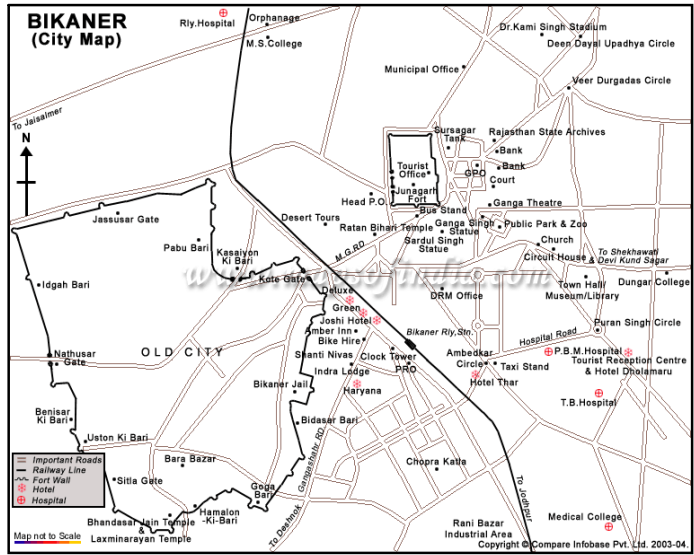 BIKANER
(City Map)
Rly.Hospital
Orphanage
M.S.College
Dr.Kami Singh Stadium
Deen Dayal Upadhya Circle
Municipal Office
Veer Durgadas Circle
To Jaisalmer
N
Sursagar
Tank
Rajasthan State Archives
Bank
Bank
GPO
Court
Tourist
Office
Junagarh
Fort
Head P.O.
Bus Stand
Ganga Theatre
Jassusar Gate
Desert Tours
Ratan Bihari Temple
Ganga Singh
Statue
Public Park & Zoo
Sardul Singh
Statue
Pabu Bari
Kasaiyon
Ki Bari
M.G.RD
Church
Circuit House
To Shekhawati
& Devi Kund Sagar
Kote Gate
Idgah Bari
Deluxe
DRM Office
Town Hall/
Museum/Library
Dungar College
Green
Joshi Hotel
Amber Inn
Bike Hire
Bikaner Rly,Stn.
Hospital Road
Puran Singh Circle
OLD CITY
Nathusar
Gate
Shanti Nivas
Clock Tower
PRO
Indra Lodge
Ambedkar
Circle
Taxi Stand
P.B.M.Hospital
Tourist Reception Centre
& Hotel Dholamaru
Hotel Thar
Bikaner Jail
Haryana
T.B.Hospital
Benisar
Ki Bari
Bidasar Bari
Uston Ki Bari
Gangashahr RD.
Bara Bazar
Chopra Katla
Important Roads
Railway Line
Fort Wall
Hotel
Hospital
Sitla Gate
Goga
Bari
Hamalon
-Ki-Bari
To Jodhpur
Bhandasar Jain Temple
&
Laxminarayan Temple
To Deshnok
Rani Bazar
Industrial Area
Medical College
Map not to Scale
Copyright © Compare Infobase Pvt. Ltd. 2003-04